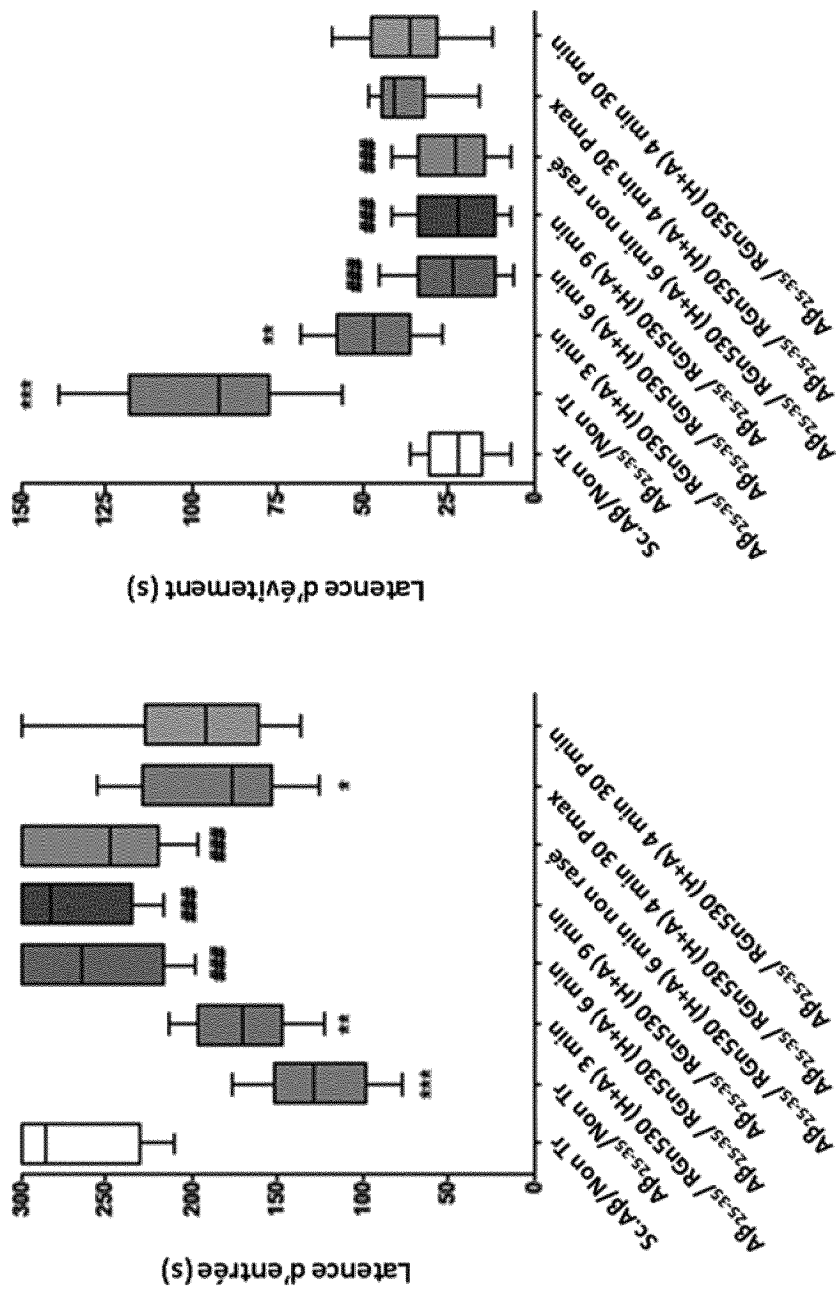 Latence d'entrée (s)
300
250
200
150
100
50
0
***
**
###
###
###
*
Sc.Aβ/Non Tr
Aβ25-35/Non Tr
Aβ25-35/ RGn530 (H+A) 3 min
Aβ25-35/ RGn530 (H+A) 6 min
Aβ25-35/ RGn530 (H+A) 9 min
Aβ25-35/ RGn530 (H+A) 6 min non rasé
Aβ25-35/ RGn530 (H+A) 4 min 30 Pmax
Aβ25-35/ RGn530 (H+A) 4 min 30 Pmin
Latence d'évitement (s)
150
125
100
75
50
25
0
***
**
###
###
###
Sc.Aβ/Non Tr
Aβ25-35/Non Tr
Aβ25-35/ RGn530 (H+A) 3 min
Aβ25-35/ RGn530 (H+A) 6 min
Aβ25-35/ RGn530 (H+A) 9 min
Aβ25-35/ RGn530 (H+A) 6 min non rasé
Aβ25-35/ RGn530 (H+A) 4 min 30 Pmax
Aβ25-35/ RGn530 (H+A) 4 min 30 Pmin